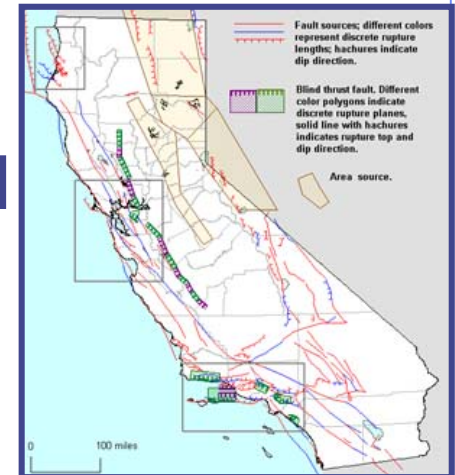 Fault sources; different colors
represent discrete rupture
lengths; hachures indicate
dip direction.
Blind thrust fault. Different
color polygons indicate
discrete rupture planes,
solid line with hachures
indicates rupture top and
dip direction.
Area source.
0 100 miles